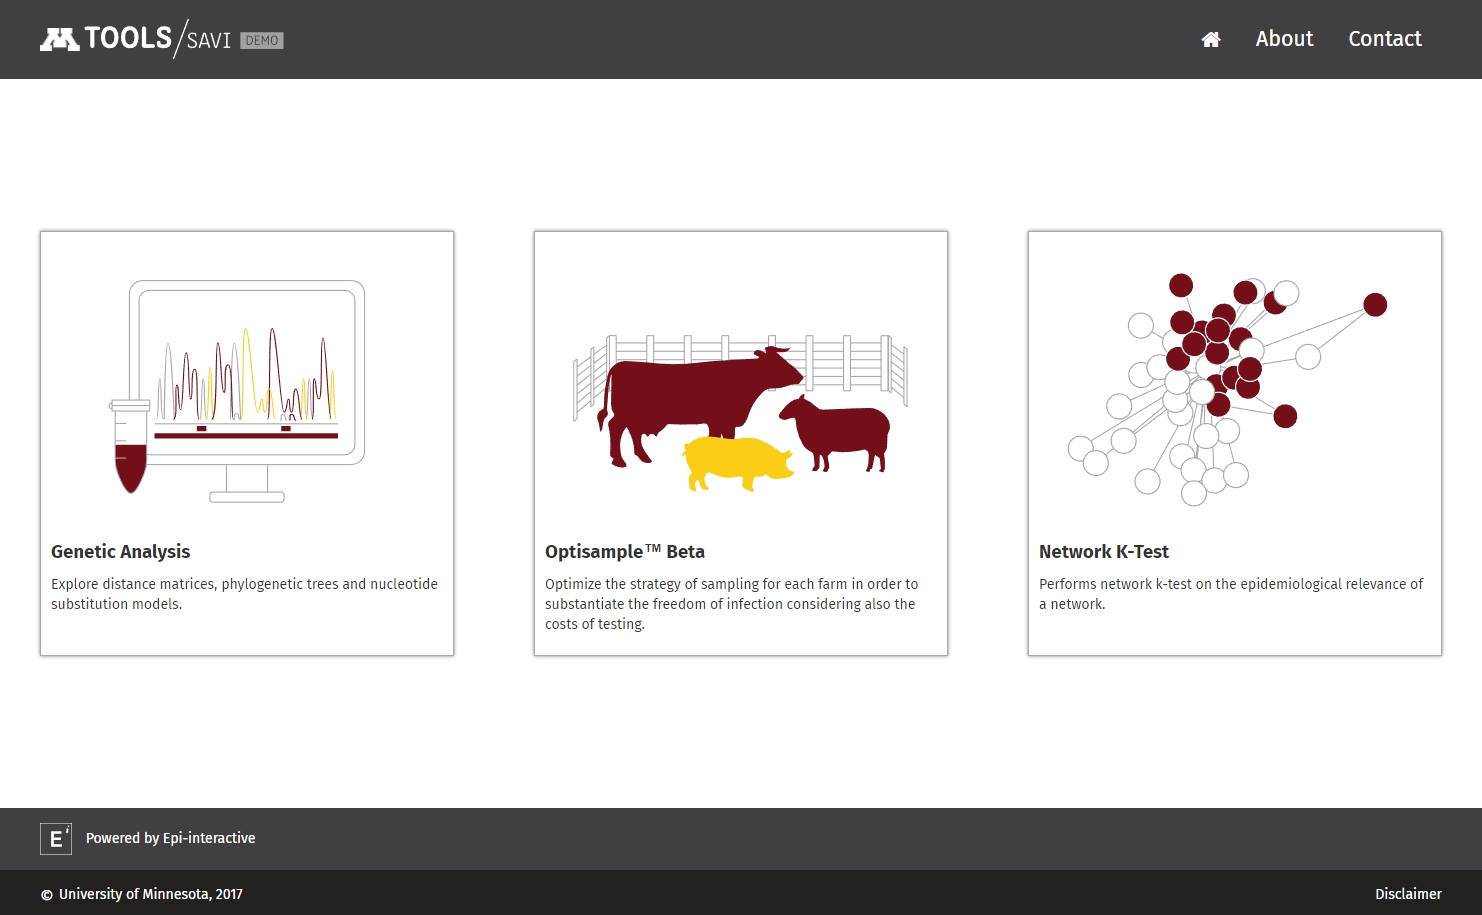 M TOOLS/SAVI DEMO
About Contact
Genetic Analysis
Explore distance matrices, phylogenetic trees and nucleotide
substitution models.
Optisample™ Beta
Optimize the strategy of sampling for each farm in order to
substantiate the freedom of infection considering also the
costs of testing.
Network K-Test
Performs network k-test on the epidemiological relevance of
a network.
Ei Powered by Epi-interactive
© University of Minnesota, 2017
Disclaimer